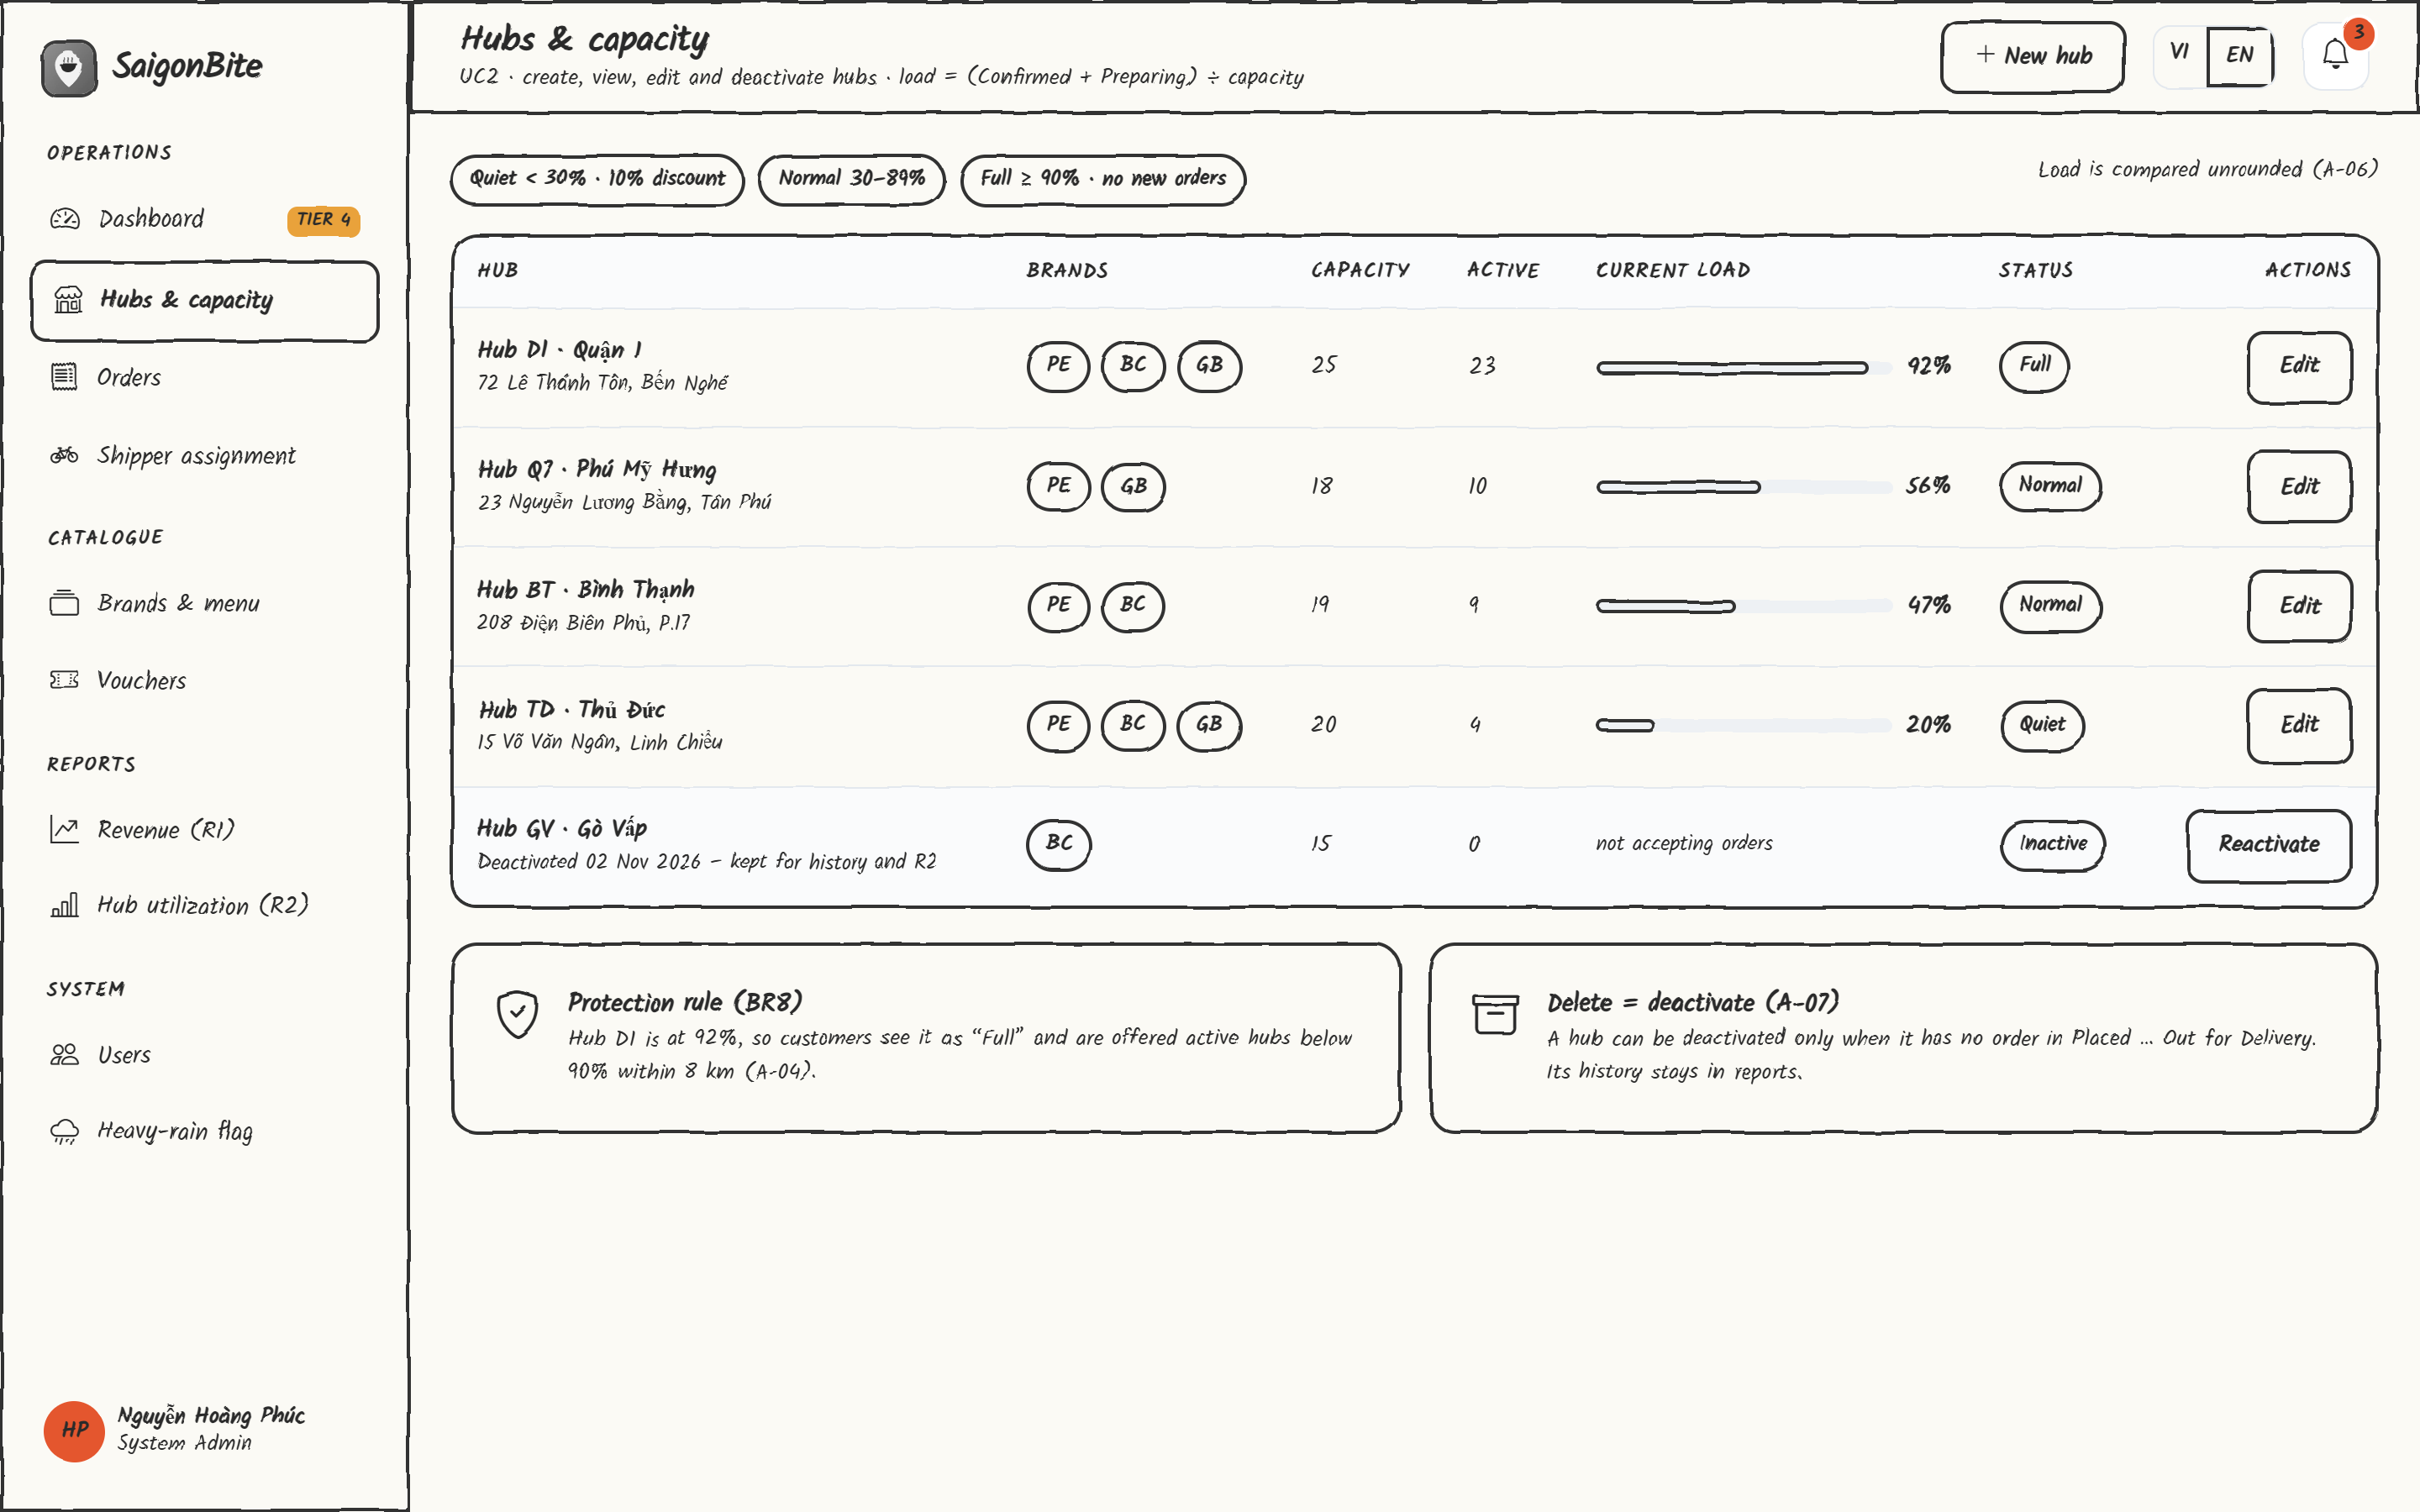 SaigonBite
OPERATIONS
Dashboard TIER 4
Hubs & capacity
Orders
Shipper assignment
CATALOGUE
Brands & menu
Vouchers
REPORTS
Revenue (R1)
Hub utilization (R2)
SYSTEM
Users
Heavy-rain flag
HP
Nguyễn Hoàng Phúc
System Admin
Hubs & capacity
UC2 · create, view, edit and deactivate hubs · load = (Confirmed + Preparing) ÷ capacity
+ New hub
VI EN
3
Quiet < 30% · 10% discount Normal 30–89% Full ≥ 90% · no new orders
Load is compared unrounded (A-06)
HUB BRANDS CAPACITY ACTIVE CURRENT LOAD STATUS ACTIONS
Hub D1 · Quận 1
72 Lê Thánh Tôn, Bến Nghé
PE BC GB 25 23 92% Full Edit
Hub Q7 · Phú Mỹ Hưng
23 Nguyễn Lương Bằng, Tân Phú
PE GB 18 10 56% Normal Edit
Hub BT · Bình Thạnh
208 Điện Biên Phủ, P.17
PE BC 19 9 47% Normal Edit
Hub TD · Thủ Đức
15 Võ Văn Ngân, Linh Chiểu
PE BC GB 20 4 20% Quiet Edit
Hub GV · Gò Vấp
Deactivated 02 Nov 2026 – kept for history and R2
BC 15 0 not accepting orders Inactive Reactivate
Protection rule (BR8)
Hub D1 is at 92%, so customers see it as “Full” and are offered active hubs below
90% within 8 km (A-04).
Delete = deactivate (A-07)
A hub can be deactivated only when it has no order in Placed … Out for Delivery.
Its history stays in reports.